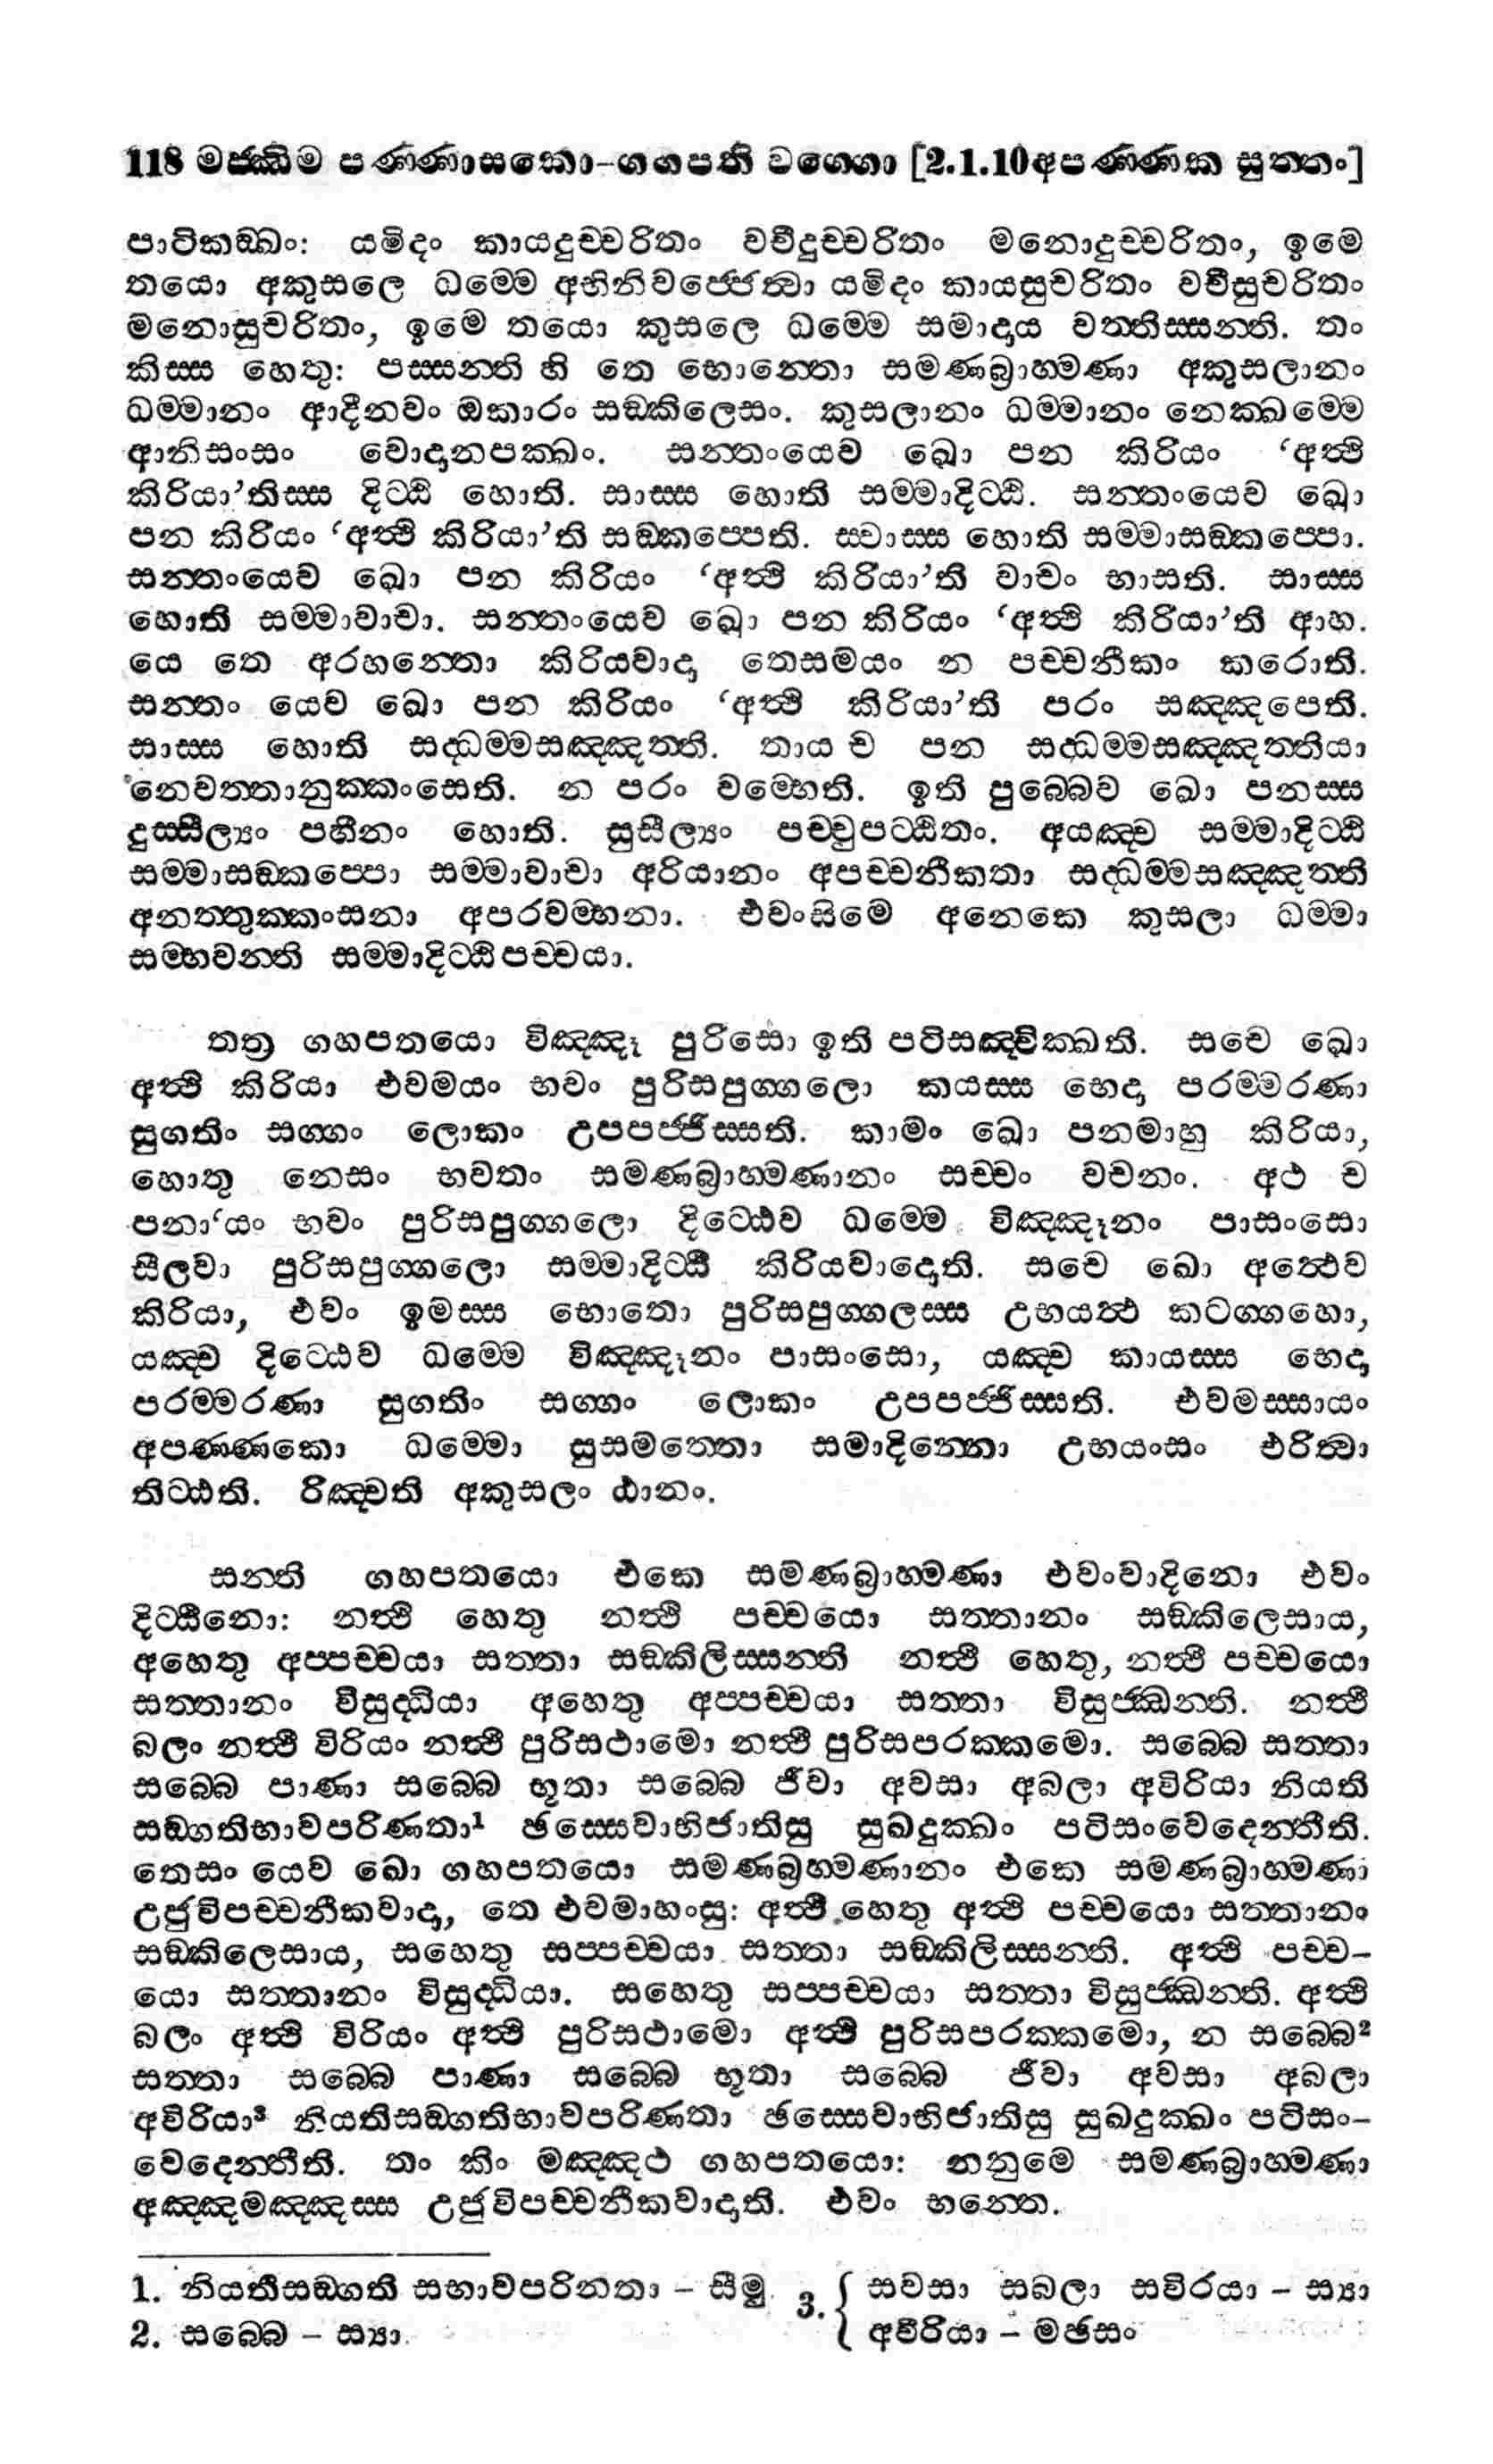 118 මජ්ඣිම පණ්ණාසකො-ගගපති වග්ගො [2.1.10අපණ්ණක සුත්තං]
පාටිකඞ්ඛං: යමිදං කායදුච්චරිතං වචීදුච්චරිතං මනොදුච්චරිතං, ඉමෙ
තයො අකුසලෙ ධම්මෙ අභිනිවජ්ජෙත්වා යමිදං කායසුචරිතං වචීසුචරිතං
මනොසුචරිතං, ඉමෙ තයො කුසලෙ ධම්මෙ සමාදාය වත්තිස්සන්ති. තං
කිස්ස හෙතු: පස්සන්ති හි තෙ භොන්තො සමණබ්‍රාහ්මණා අකුසලානං
ධම්මානං ආදීනවං ඔකාරං සඞ්කිලෙසං. කුසලානං ධම්මානං නෙක්ඛම්මෙ
ආනිසංසං වොදානපක්ඛං. සන්තංයෙව ඛො පන කිරියං ‘අත්ථි
කිරියා’තිස්ස දිට්ඨි හොති. සාස්ස හොති සම්මාදිට්ඨි. සන්තංයෙව ඛො
පන කිරියං ‘අත්ථි කිරියා’ති සඞ්කප්පෙති. ස්වාස්ස හොති සම්මාසඞ්කප්පො.
සන්තංයෙව ඛො පන කිරියං ‘අත්ථි කිරියා’ති වාචං භාසති. සාස්ස
හොති සම්මාවාචා. සන්තංයෙව ඛො පන කිරියං ‘අත්ථි කිරියා’ති ආහ.
යෙ තෙ අරහන්තො කිරියවාදා තෙසමයං න පච්චනීකං කරොති.
සන්තං යෙව ඛො පන කිරියං ‘අත්ථි කිරියා’ති පරං සඤ්ඤපෙති.
සාස්ස හොති සද්ධම්මසඤ්ඤත්ති. තාය ච පන සද්ධම්මසඤ්ඤත්තියා
නෙවත්තානුක්කංසෙති. න පරං වම්භෙති. ඉති පුබ්බෙව ඛො පනස්ස
දුස්සීල්‍යං පහීනං හොති. සුසීල්‍යං පච්චුපට්ඨිතං. අයඤ්ච සම්මාදිට්ඨි
සම්මාසඞ්කප්පො සම්මාවාචා අරියානං අපච්චනීකතා සද්ධම්මසඤ්ඤත්ති
අනත්තුක්කංසනා අපරවම්භනා. එවංසිමෙ අනෙකෙ කුසලා ධම්මා
සම්භවන්ති සම්මාදිට්ඨිපච්චයා.
තත්‍ර ගහපතයො විඤ්ඤූ පුරිසො ඉති පටිසඤ්චික්ඛති. සචෙ ඛො
අත්ථි කිරියා එවමයං භවං පුරිසපුග්ගලො කයස්ස භෙදා පරම්මරණා
සුගතිං සග්ගං ලොකං උපපජ්ජිස්සති. කාමං ඛො පනමාහු කිරියා,
හොතු නෙසං භවතං සමණබ්‍රාහ්මණානං සච්චං වචනං. අථ ච
පනා‘යං භවං පුරිසපුග්ගලො දිට්ඨෙව ධම්මෙ විඤ්ඤූනං පාසංසො
සීලවා පුරිසපුග්ගලො සම්මාදිට්ඨී කිරියවාදොති. සචෙ ඛො අත්ථෙව
කිරියා, එවං ඉමස්ස භොතො පුරිසපුග්ගලස්ස උභයත්ථ කටග්ගහො,
යඤ්ච දිට්ඨෙව ධම්මෙ විඤ්ඤූනං පාසංසො, යඤ්ච කායස්ස භෙදා
පරම්මරණා සුගතිං සග්ගං ලොකං උපපජ්ජිස්සති. එවමස්සායං
අපණ්ණකො ධම්මො සුසමත්තො සමාදින්නො උභයංසං ඵරිත්වා
තිට්ඨති. රිඤ්චති අකුසලං ඨානං.
සන්ති ගහපතයො එකෙ සමණබ්‍රාහ්මණා එවංවාදිනො එවං
දිට්ඨිනො: නත්ථි හෙතු නත්ථි පච්චයො සත්තානං සඞ්කිලෙසාය,
අහෙතු අප්පච්චයා සත්තා සඞ්කිලිස්සන්ති නත්ථි හෙතු, නත්ථි පච්චයො
සත්තානං විසුද්ධියා අහෙතු අප්පච්චයා සත්තා විසුජ්ඣන්ති. නත්ථි
බලං නත්ථි විරියං නත්ථි පුරිසථාමො නත්ථි පුරිසපරක්කමො. සබ්බෙ සත්තා
සබ්බෙ පාණා සබ්බෙ භූතා සබ්බෙ ජීවා අවසා අබලා අවිරියා නියති
සඞ්ගතිභාවපරිණතා¹ ඡස්සෙවාභිජාතිසු සුඛදුක්ඛං පටිසංවෙදෙන්තීති.
තෙසං යෙව ඛො ගහපතයො සමණබ්‍රහ්මණානං එකෙ සමණබ්‍රාහ්මණා
උජුවිපච්චනීකවාදා, තෙ එවමාහංසු: අත්ථි හෙතු අත්ථි පච්චයො සත්තානං
සඞ්කිලෙසාය, සහෙතු සප්පච්චයා සත්තා සඞ්කිලිස්සන්ති. අත්ථි පච්ච-
යො සත්තානං විසුද්ධියා. සහෙතු සප්පච්චයා සත්තා විසුජ්ඣන්ති. අත්ථි
බලං අත්ථි විරියං අත්ථි පුරිසථාමො අත්ථි පුරිසපරක්කමො, න සබ්බෙ²
සත්තා සබ්බෙ පාණා සබ්බෙ භූතා සබ්බෙ ජීවා අවසා අබලා
අවිරියා³ නියතිසඞ්ගතිභාවපරිණතා ඡස්සෙවාභිජාතිසු සුඛදුක්ඛං පටිසං-
වෙදෙන්තීති. තං කිං මඤ්ඤථ ගහපතයො: නනුමෙ සමණබ්‍රාහ්මණා
අඤ්ඤමඤ්ඤස්ස උජුවිපච්චනීකවාදාති. එවං භන්තෙ.
1. නියතිසඞ්ගති සභාවපරිනතා - සීමු
2. සබ්බෙ - ස්‍යා.
3. { සවසා සබලා සවිරයා - ස්‍යා
අවීරියා - මඡසං